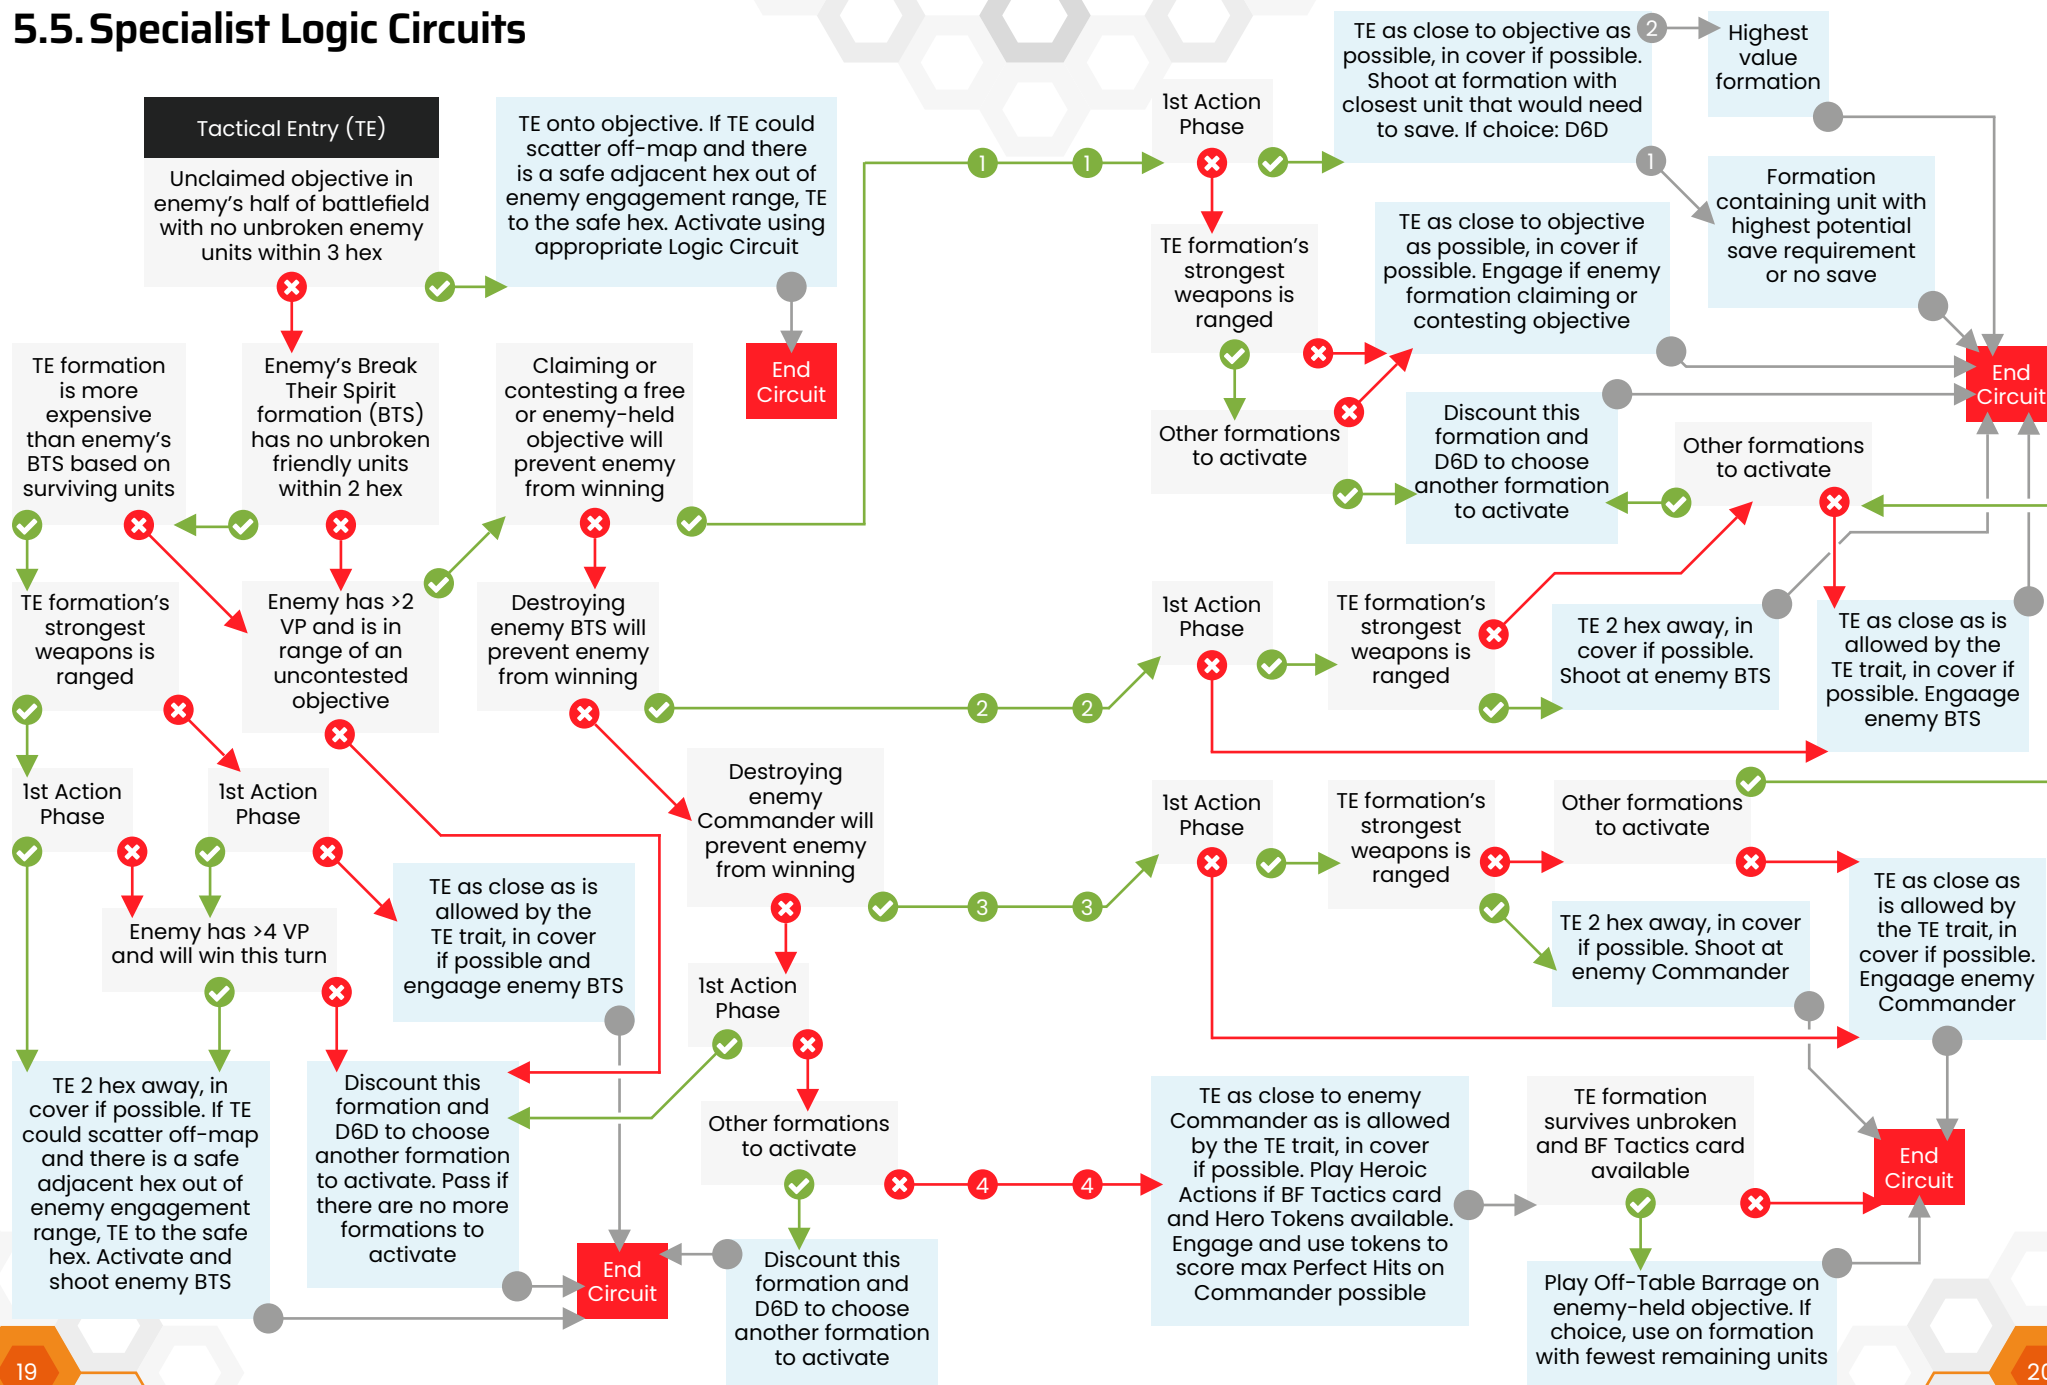 5.5. Specialist Logic Circuits
Tactical Entry (TE)
Unclaimed objective in
enemy's half of battlefield
with no unbroken enemy
units within 3 hex
TE onto objective. If TE could
scatter off-map and there
is a safe adjacent hex out of
enemy engagement range, TE
to the safe hex. Activate using
appropriate Logic Circuit
End
Circuit
TE formation
is more
expensive
than enemy's
BTS based on
surviving units
Enemy's Break
Their Spirit
formation (BTS)
has no unbroken
friendly units
within 2 hex
Claiming or
contesting a free
or enemy-held
objective will
prevent enemy
from winning
TE formation's
strongest
weapons is
ranged
Enemy has >2
VP and is in
range of an
uncontested
objective
Destroying
enemy BTS will
prevent enemy
from winning
1st Action
Phase
1st Action
Phase
Destroying
enemy
Commander will
prevent enemy
from winning
Enemy has >4 VP
and will win this turn
TE as close as is
allowed by the
TE trait, in cover
if possible and
engaage enemy BTS
1st Action
Phase
TE 2 hex away, in
cover if possible. If TE
could scatter off-map
and there is a safe
adjacent hex out of
enemy engagement
range, TE to the safe
hex. Activate and
shoot enemy BTS
Discount this
formation and
D6D to choose
another formation
to activate. Pass if
there are no more
formations to
activate
Other formations
to activate
End
Circuit
Discount this
formation and
D6D to choose
another formation
to activate
19
1
1
2
2
3
3
4
4
1st Action
Phase
TE as close to objective as
possible, in cover if possible.
Shoot at formation with
closest unit that would need
to save. If choice: D6D
2
Highest
value
formation
1
Formation
containing unit with
highest potential
save requirement
or no save
TE formation's
strongest
weapons is
ranged
TE as close to objective
as possible, in cover if
possible. Engage if enemy
formation claiming or
contesting objective
End
Circuit
Other formations
to activate
Discount this
formation and
D6D to choose
another formation
to activate
Other formations
to activate
1st Action
Phase
TE formation's
strongest
weapons is
ranged
TE 2 hex away, in
cover if possible.
Shoot at enemy BTS
TE as close as is
allowed by the
TE trait, in cover if
possible. Engaage
enemy BTS
1st Action
Phase
TE formation's
strongest
weapons is
ranged
Other formations
to activate
TE 2 hex away, in cover
if possible. Shoot at
enemy Commander
TE as close as
is allowed by
the TE trait, in
cover if possible.
Engaage enemy
Commander
TE as close to enemy
Commander as is allowed
by the TE trait, in cover
if possible. Play Heroic
Actions if BF Tactics card
and Hero Tokens available.
Engage and use tokens to
score max Perfect Hits on
Commander possible
TE formation
survives unbroken
and BF Tactics card
available
End
Circuit
Play Off-Table Barrage on
enemy-held objective. If
choice, use on formation
with fewest remaining units
20